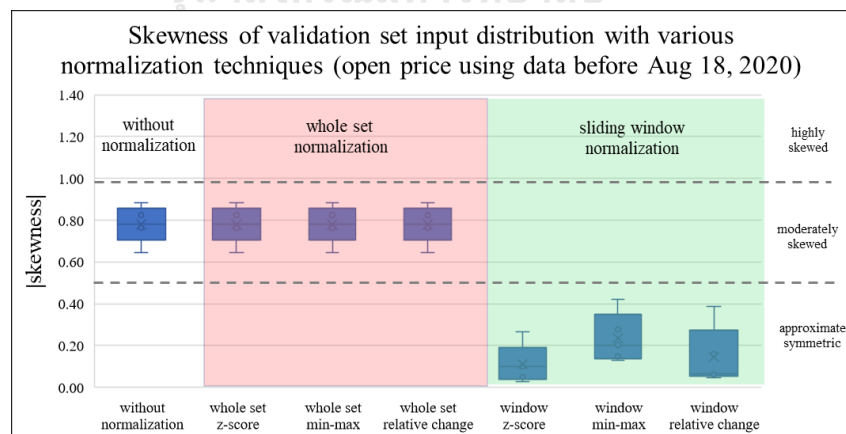 Skewness of validation set input distribution with various
normalization techniques (open price using data before Aug 18, 2020)
|skewness|
1.40
1.20
1.00
0.80
0.60
0.40
0.20
0.00
without
normalization
whole set
normalization
sliding window
normalization
highly
skewed
moderately
skewed
approximate
symmetric
without
normalization
whole set
z-score
whole set
min-max
whole set
relative change
window
z-score
window
min-max
window
relative change